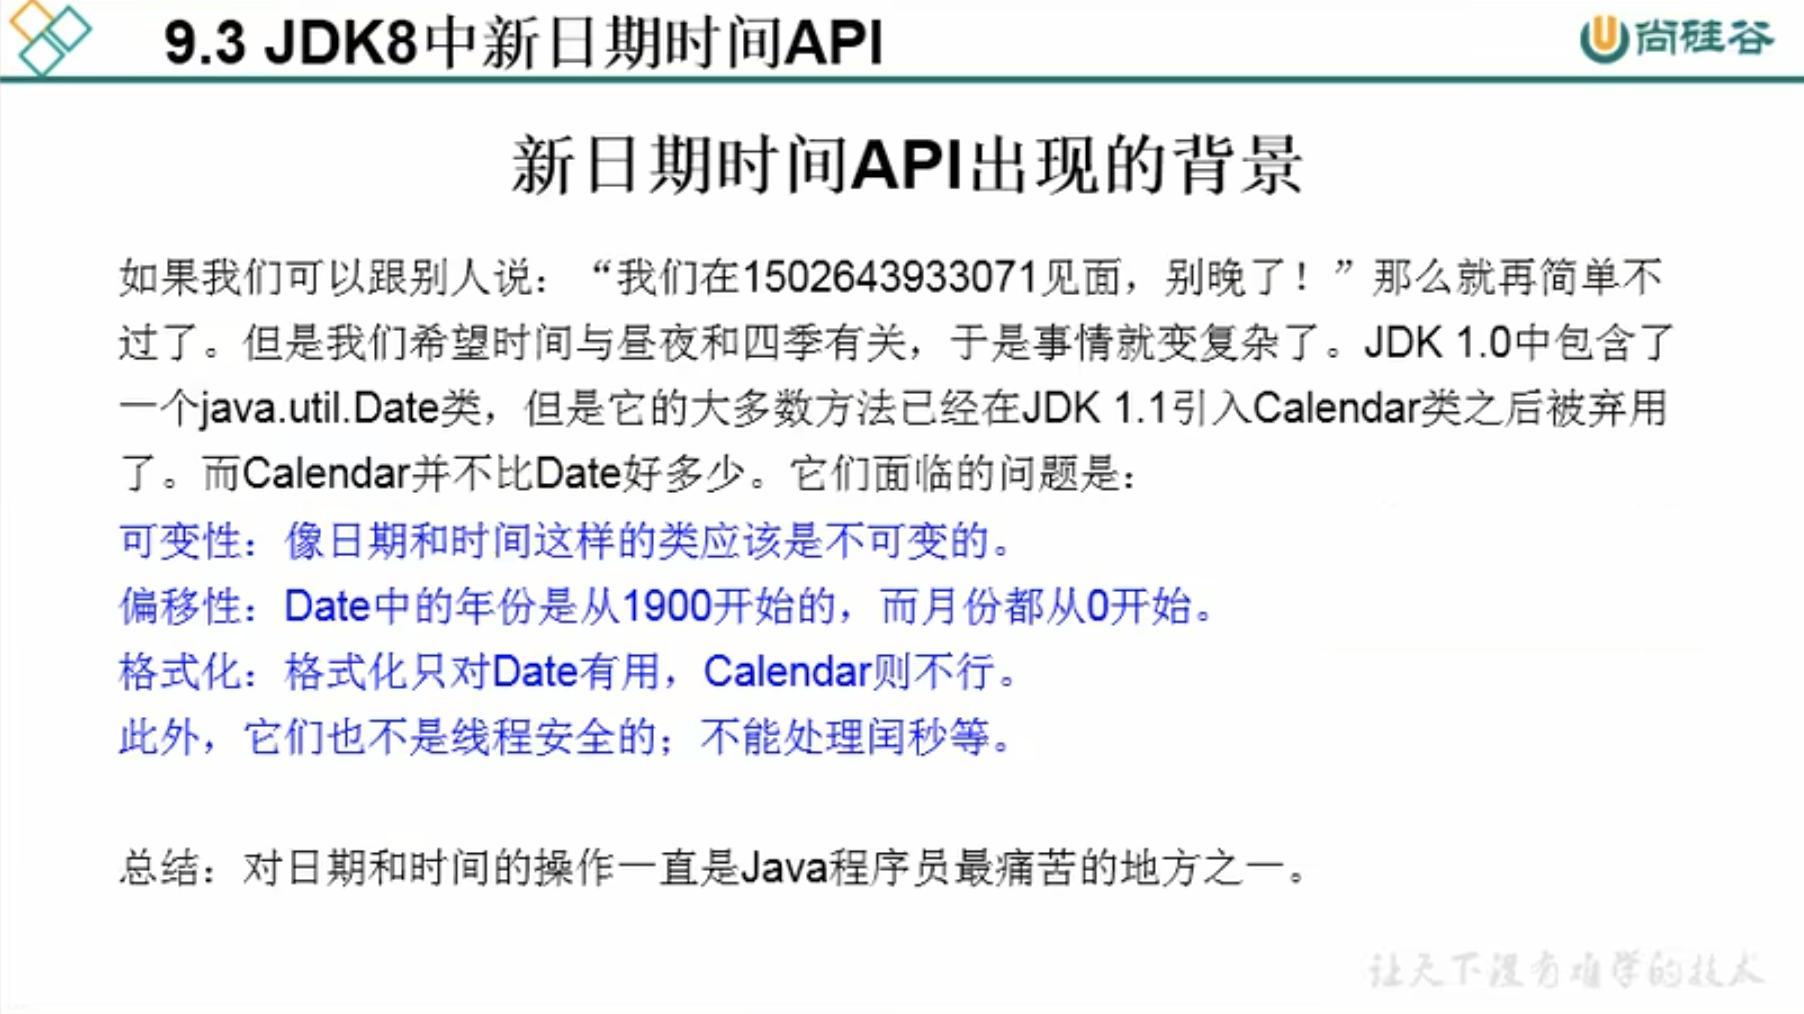 9.3 JDK8中新日期时间API
尚硅谷
新日期时间API出现的背景
如果我们可以跟别人说：“我们在1502643933071见面，别晚了！”那么就再简单不
过了。但是我们希望时间与昼夜和四季有关，于是事情就变复杂了。JDK 1.0中包含了
一个java.util.Date类，但是它的大多数方法已经在JDK 1.1引入Calendar类之后被弃用
了。而Calendar并不比Date好多少。它们面临的问题是：
可变性：像日期和时间这样的类应该是不可变的。
偏移性：Date中的年份是从1900开始的，而月份都从0开始。
格式化：格式化只对Date有用，Calendar则不行。
此外，它们也不是线程安全的；不能处理闰秒等。
总结：对日期和时间的操作一直是Java程序员最痛苦的地方之一。
让天下没有难学的技术